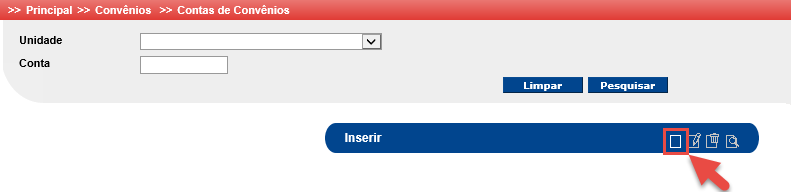 >> Principal >> Convênios >> Contas de Convênios
Unidade
Conta
Limpar Pesquisar
Inserir